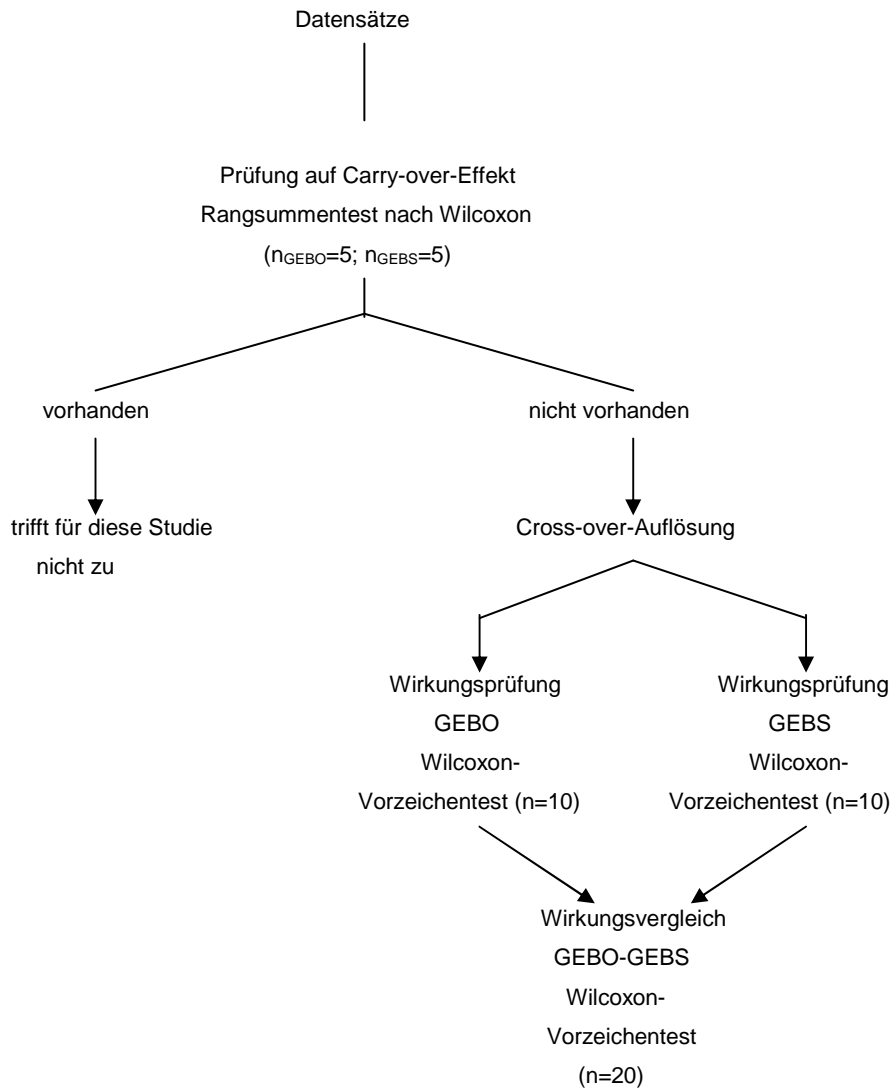 Datensätze
Prüfung auf Carry-over-Effekt
Rangsummentest nach Wilcoxon
(nGEBO=5; nGEBS=5)
vorhanden
nicht vorhanden
trifft für diese Studie
nicht zu
Cross-over-Auflösung
Wirkungsprüfung
GEBO
Wilcoxon-
Vorzeichentest (n=10)
Wirkungsprüfung
GEBS
Wilcoxon-
Vorzeichentest (n=10)
Wirkungsvergleich
GEBO-GEBS
Wilcoxon-
Vorzeichentest
(n=20)